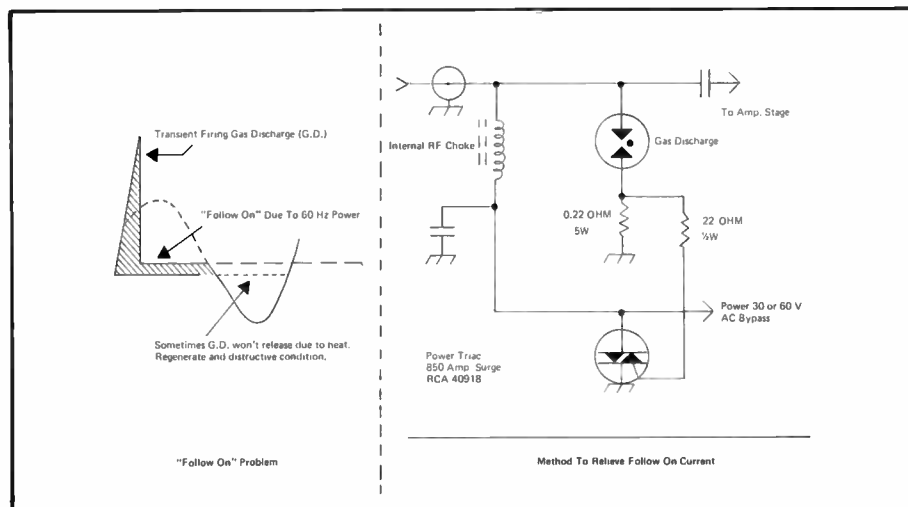 Transient Firing Gas Discharge (G.D.)
"Follow On" Due To 60 Hz Power
Sometimes G.D. won't release due to heat.
Regenerate and distructive condition.
"Follow On" Problem
To Amp. Stage
Internal RF Choke
Gas Discharge
0.22 OHM
5W
22 OHM
½W
Power 30 or 60 V
AC Bypass
Power Triac
850 Amp. Surge
RCA 40918
Method To Relieve Follow On Current